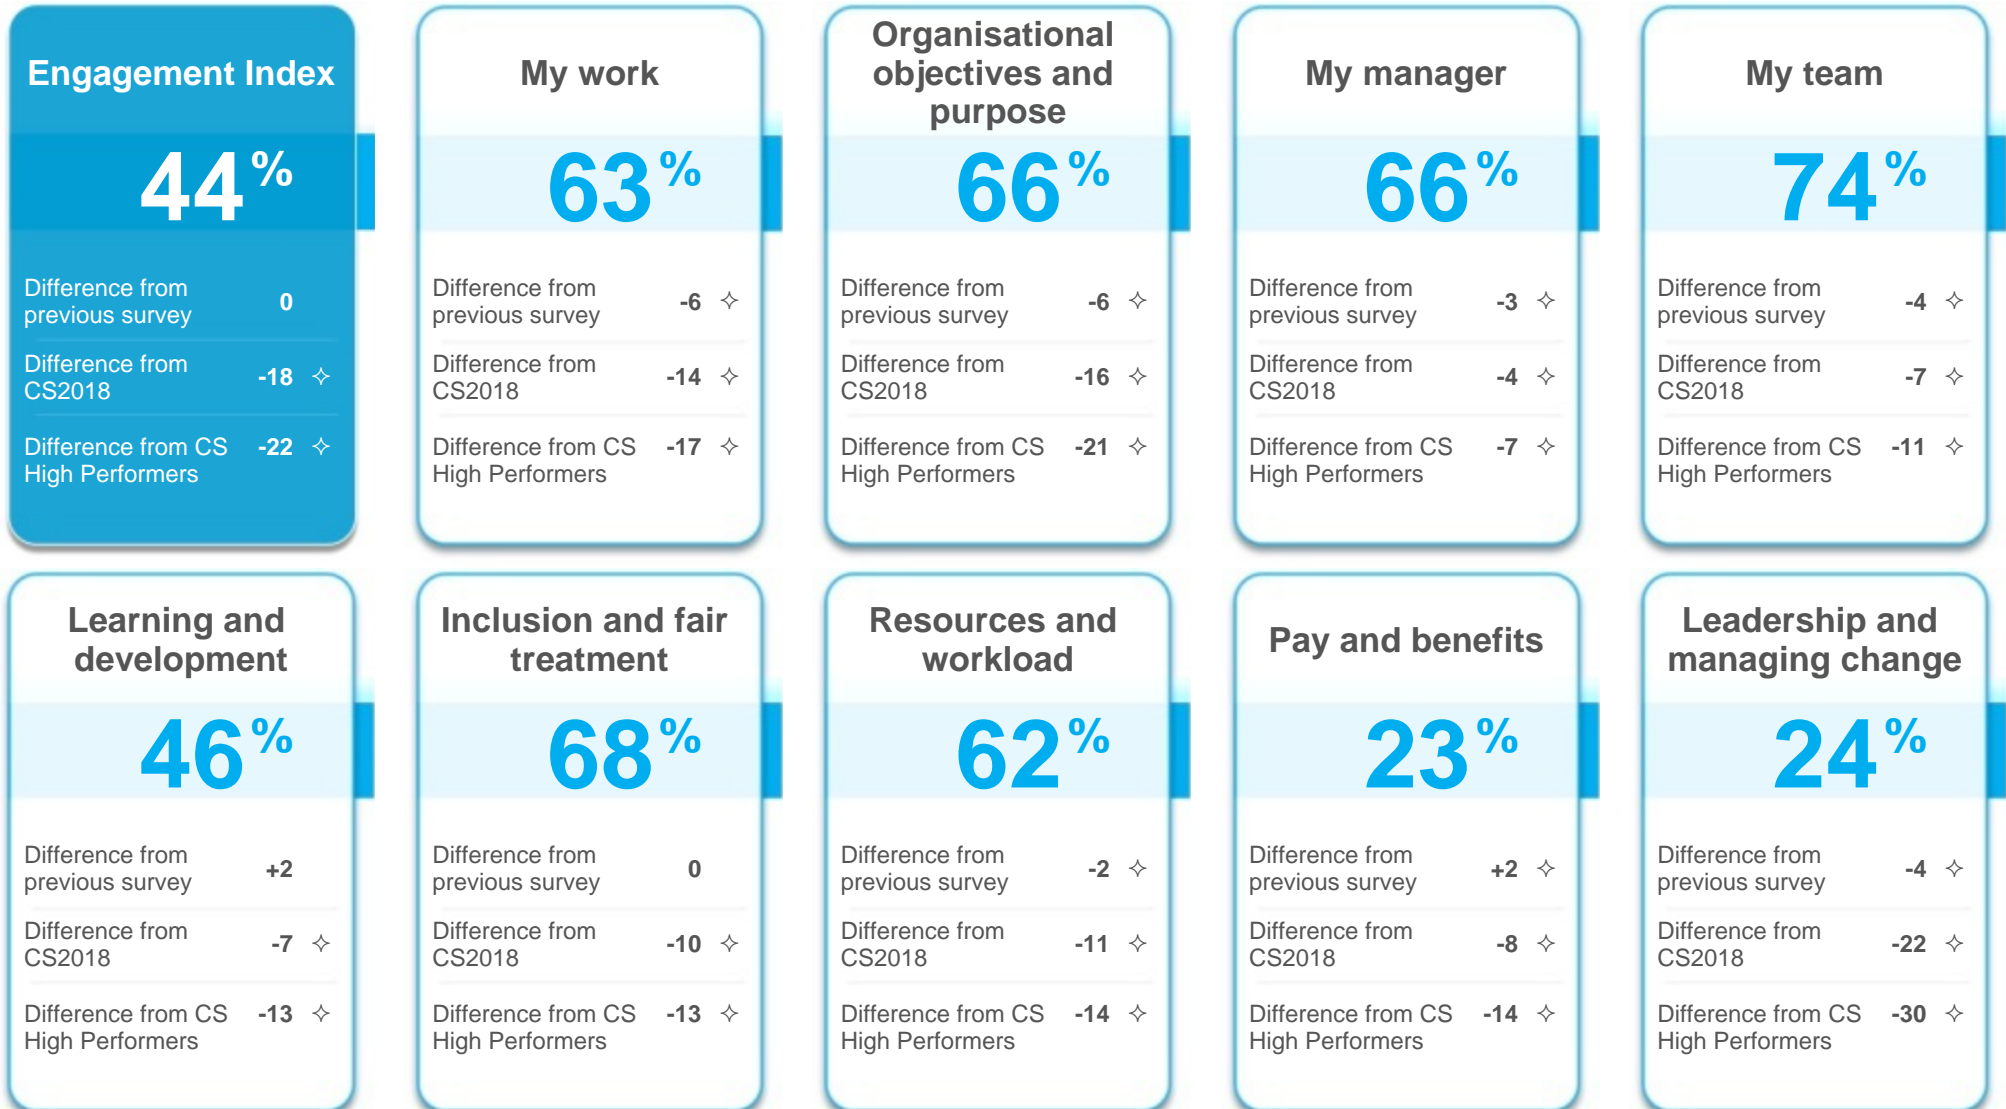 Engagement Index
44%
Difference from
previous survey 0
Difference from
CS2018 -18 ✧
Difference from CS
High Performers -22 ✧
My work
63%
Difference from
previous survey -6 ✧
Difference from
CS2018 -14 ✧
Difference from CS
High Performers -17 ✧
Organisational
objectives and
purpose
66%
Difference from
previous survey -6 ✧
Difference from
CS2018 -16 ✧
Difference from CS
High Performers -21 ✧
My manager
66%
Difference from
previous survey -3 ✧
Difference from
CS2018 -4 ✧
Difference from CS
High Performers -7 ✧
My team
74%
Difference from
previous survey -4 ✧
Difference from
CS2018 -7 ✧
Difference from CS
High Performers -11 ✧
Learning and
development
46%
Difference from
previous survey +2
Difference from
CS2018 -7 ✧
Difference from CS
High Performers -13 ✧
Inclusion and fair
treatment
68%
Difference from
previous survey 0
Difference from
CS2018 -10 ✧
Difference from CS
High Performers -13 ✧
Resources and
workload
62%
Difference from
previous survey -2 ✧
Difference from
CS2018 -11 ✧
Difference from CS
High Performers -14 ✧
Pay and benefits
23%
Difference from
previous survey +2 ✧
Difference from
CS2018 -8 ✧
Difference from CS
High Performers -14 ✧
Leadership and
managing change
24%
Difference from
previous survey -4 ✧
Difference from
CS2018 -22 ✧
Difference from CS
High Performers -30 ✧